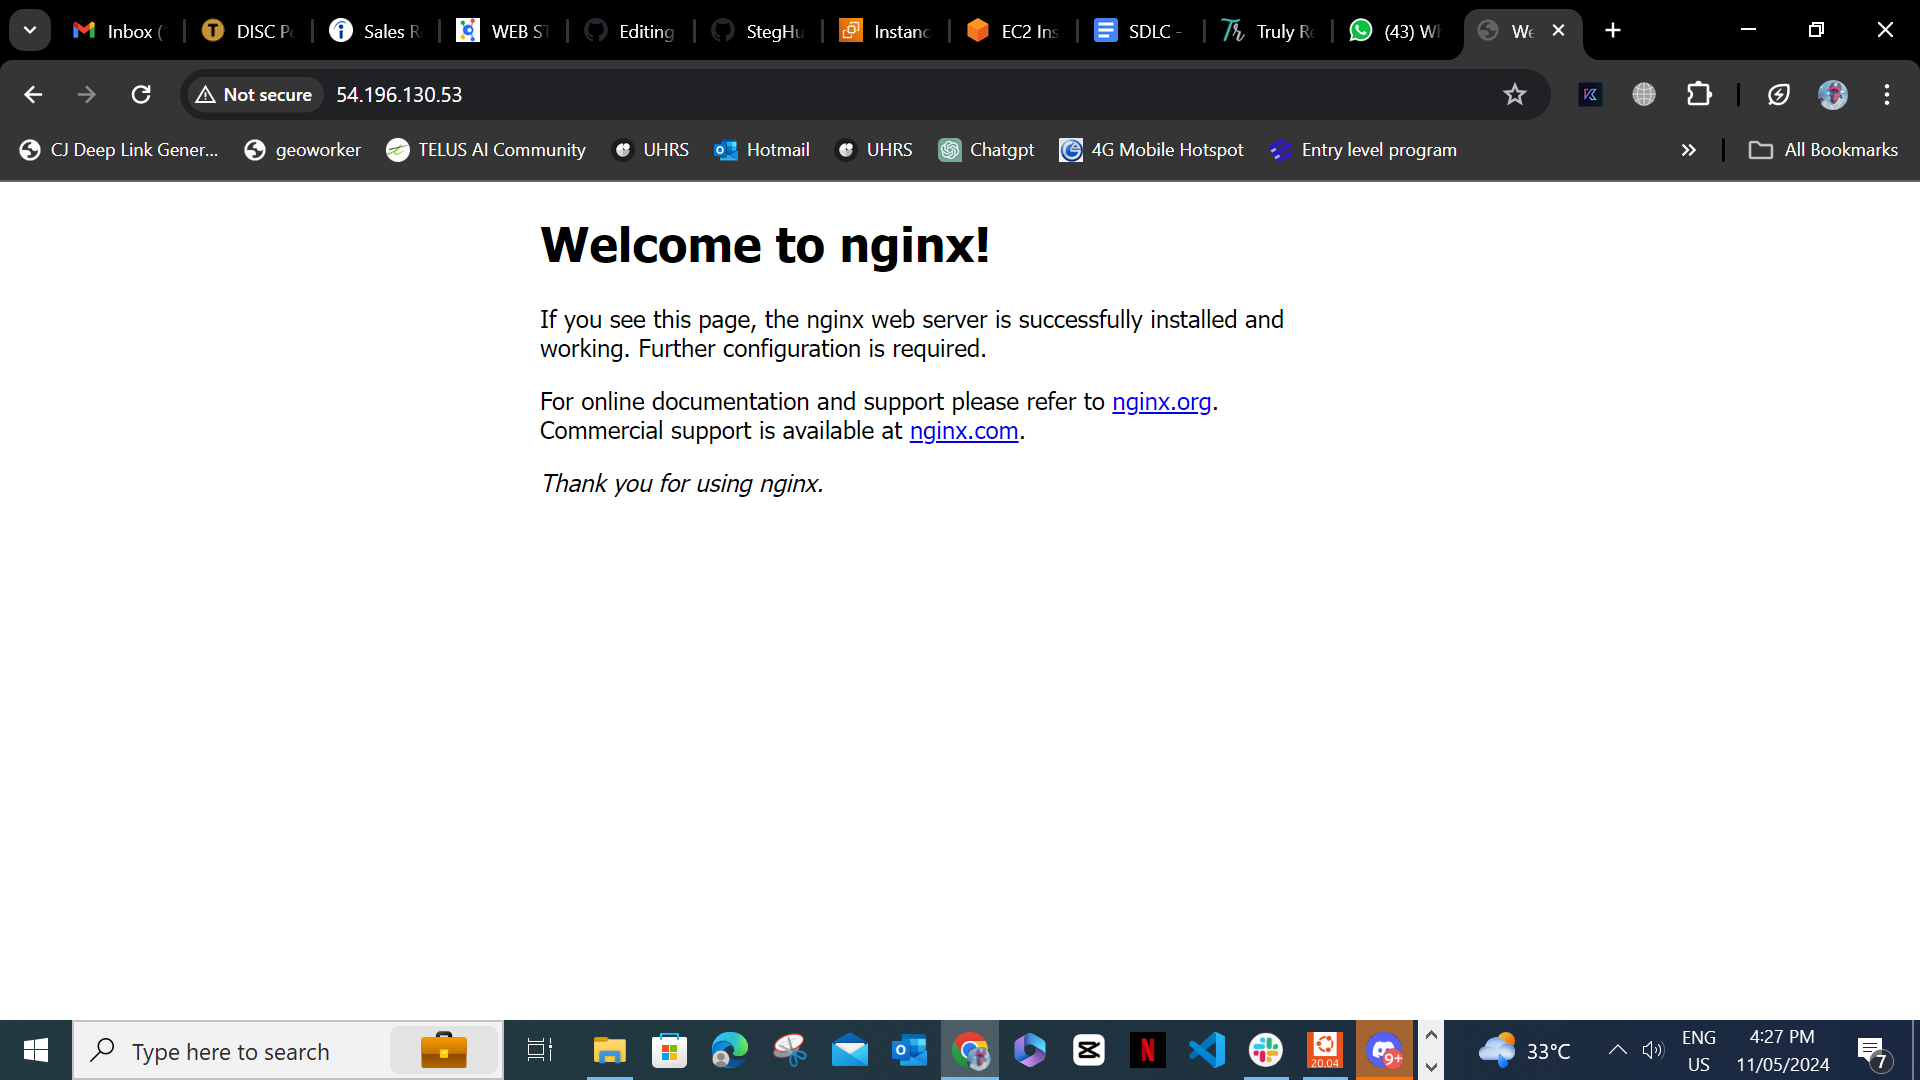 Inbox (
DISC Pe
Sales R
WEB ST
Editing
StegHu
Instanc
EC2 Ins
SDLC -
Truly Re
(43) Wh
We
Not secure
54.196.130.53
CJ Deep Link Gener...
geoworker
TELUS AI Community
UHRS
Hotmail
UHRS
Chatgpt
4G Mobile Hotspot
Entry level program
All Bookmarks
Welcome to nginx!
If you see this page, the nginx web server is successfully installed and
working. Further configuration is required.
For online documentation and support please refer to nginx.org.
Commercial support is available at nginx.com.
Thank you for using nginx.
Type here to search
20.04
9+
33°C
ENG
US
4:27 PM
11/05/2024
7